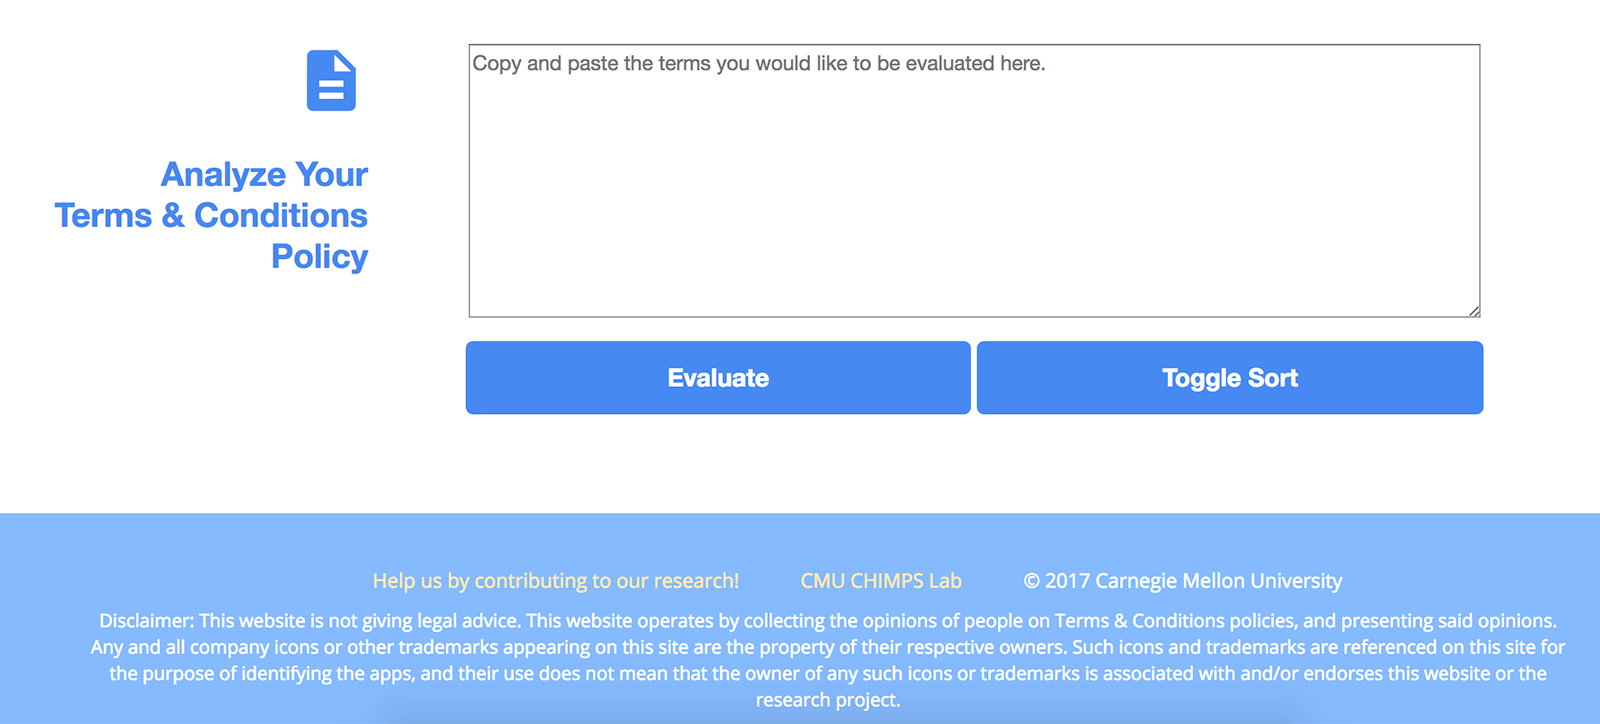 Copy and paste the terms you would like to be evaluated here.
Analyze Your
Terms & Conditions
Policy
Evaluate
Toggle Sort
Help us by contributing to our research!
CMU CHIMPS Lab
© 2017 Carnegie Mellon University
Disclaimer: This website is not giving legal advice. This website operates by collecting the opinions of people on Terms & Conditions policies, and presenting said opinions.
Any and all company icons or other trademarks appearing on this site are the property of their respective owners. Such icons and trademarks are referenced on this site for
the purpose of identifying the apps, and their use does not mean that the owner of any such icons or trademarks is associated with and/or endorses this website or the
research project.